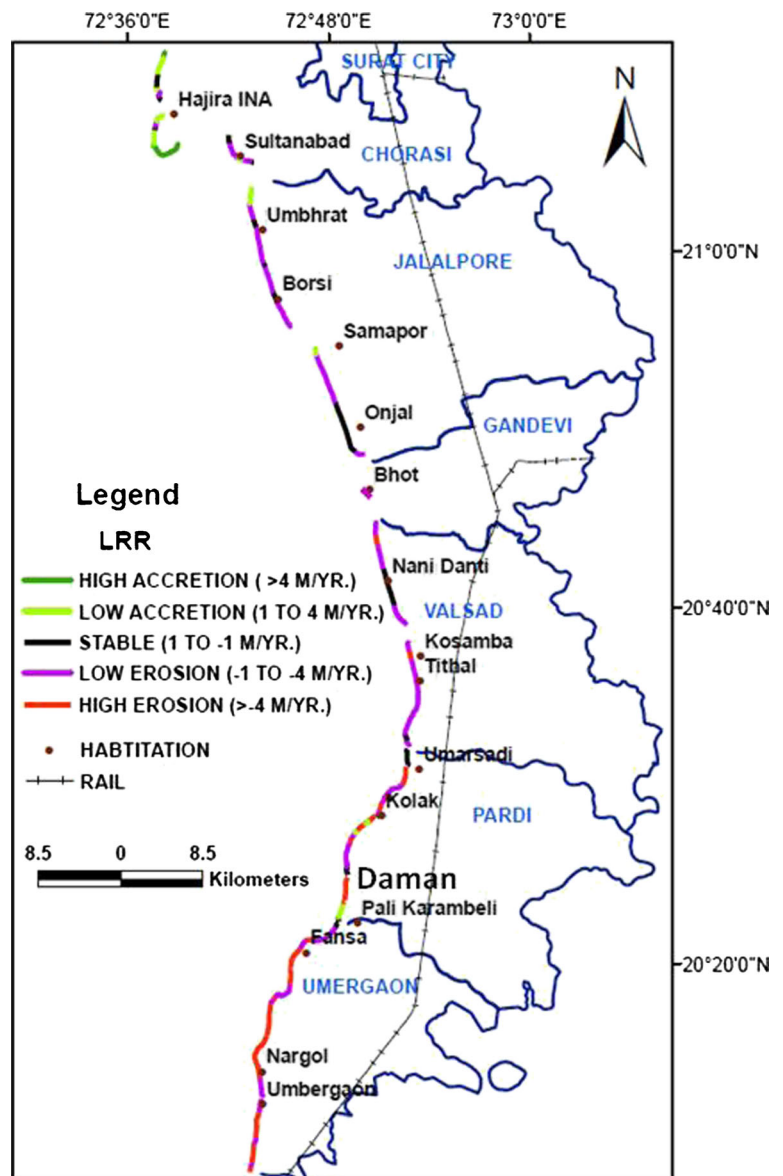 72°36'0"E 72°48'0"E 73°0'0"E
SURAT CITY
N
Hajira INA
Sultanabad
CHORASI
Umbhrat
21°0'0"N
JALALPORE
Borsi
Samapor
Onjal
GANDEVI
Bhot
Legend
LRR
HIGH ACCRETION ( >4 M/YR.)
Nani Danti
LOW ACCRETION (1 TO 4 M/YR.)
VALSAD
20°40'0"N
STABLE (1 TO -1 M/YR.)
Kosamba
Tithal
LOW EROSION (-1 TO -4 M/YR.)
HIGH EROSION (>-4 M/YR.)
HABTITATION
Umarsadi
RAIL
Kolak
PARDI
8.5 0 8.5
Kilometers
Daman
Pali Karambeli
Fansa
20°20'0"N
UMERGAON
Nargol
Umbergaon